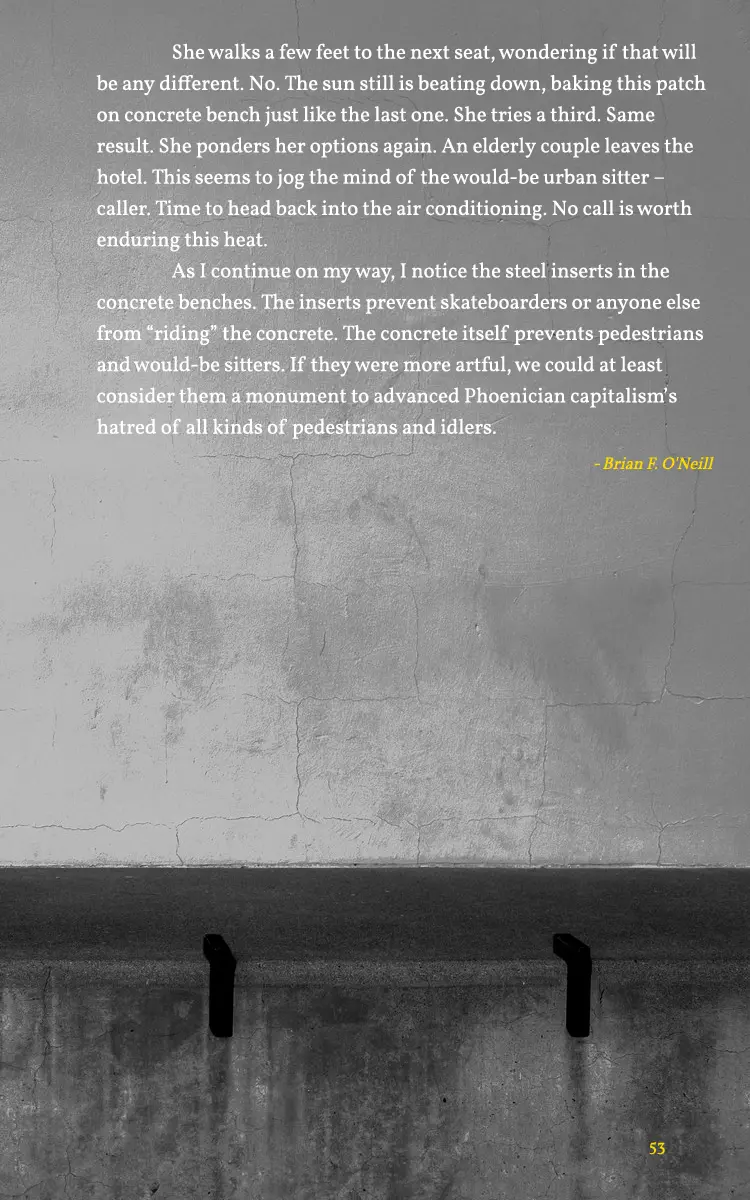 She walks a few feet to the next seat, wondering if that will
be any different. No. The sun still is beating down, baking this patch
on concrete bench just like the last one. She tries a third. Same
result. She ponders her options again. An elderly couple leaves the
hotel. This seems to jog the mind of the would-be urban sitter –
caller. Time to head back into the air conditioning. No call is worth
enduring this heat.
As I continue on my way, I notice the steel inserts in the
concrete benches. The inserts prevent skateboarders or anyone else
from “riding” the concrete. The concrete itself prevents pedestrians
and would-be sitters. If they were more artful, we could at least
consider them a monument to advanced Phoenician capitalism's
hatred of all kinds of pedestrians and idlers.
- Brian F. O'Neill
53